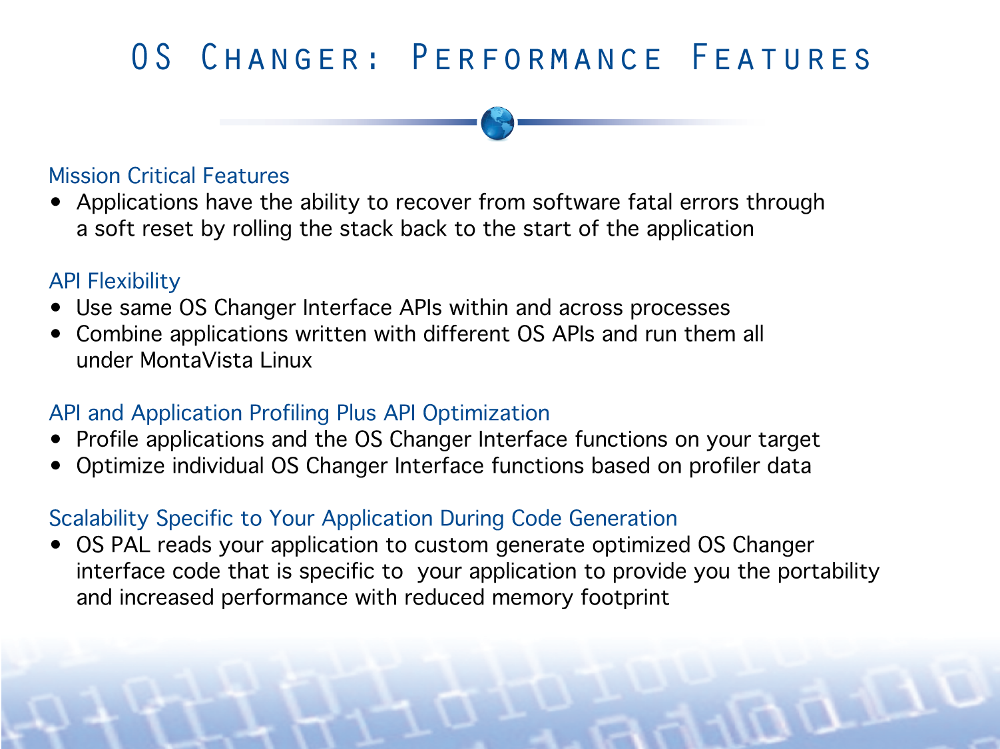 OS Changer: Performance Features
Mission Critical Features
• Applications have the ability to recover from software fatal errors through
a soft reset by rolling the stack back to the start of the application
API Flexibility
• Use same OS Changer Interface APIs within and across processes
• Combine applications written with different OS APIs and run them all
under MontaVista Linux
API and Application Profiling Plus API Optimization
• Profile applications and the OS Changer Interface functions on your target
• Optimize individual OS Changer Interface functions based on profiler data
Scalability Specific to Your Application During Code Generation
• OS PAL reads your application to custom generate optimized OS Changer
interface code that is specific to  your application to provide you the portability
and increased performance with reduced memory footprint